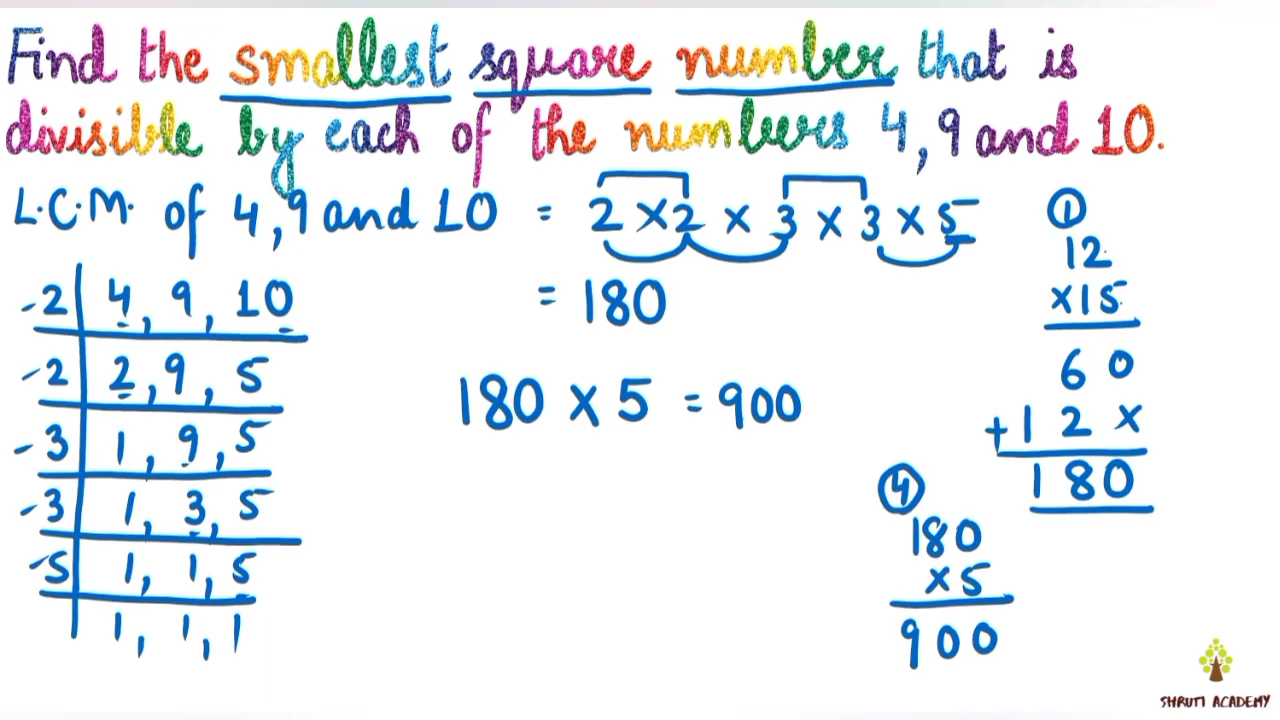 Find the smallest square number that is
divisible by each of the numbers 4, 9 and 10.
L.C.M. of 4, 9 and 10 = 2 × 2 × 3 × 3 × 5
= 180
180 × 5 = 900
-2 | 4, 9, 10
-2 | 2, 9, 5
-3 | 1, 9, 5
-3 | 1, 3, 5
-5 | 1, 1, 5
1, 1, 1
①
12
×15
60
+12×
180
④
180
×5
900
SHRUTI ACADEMY